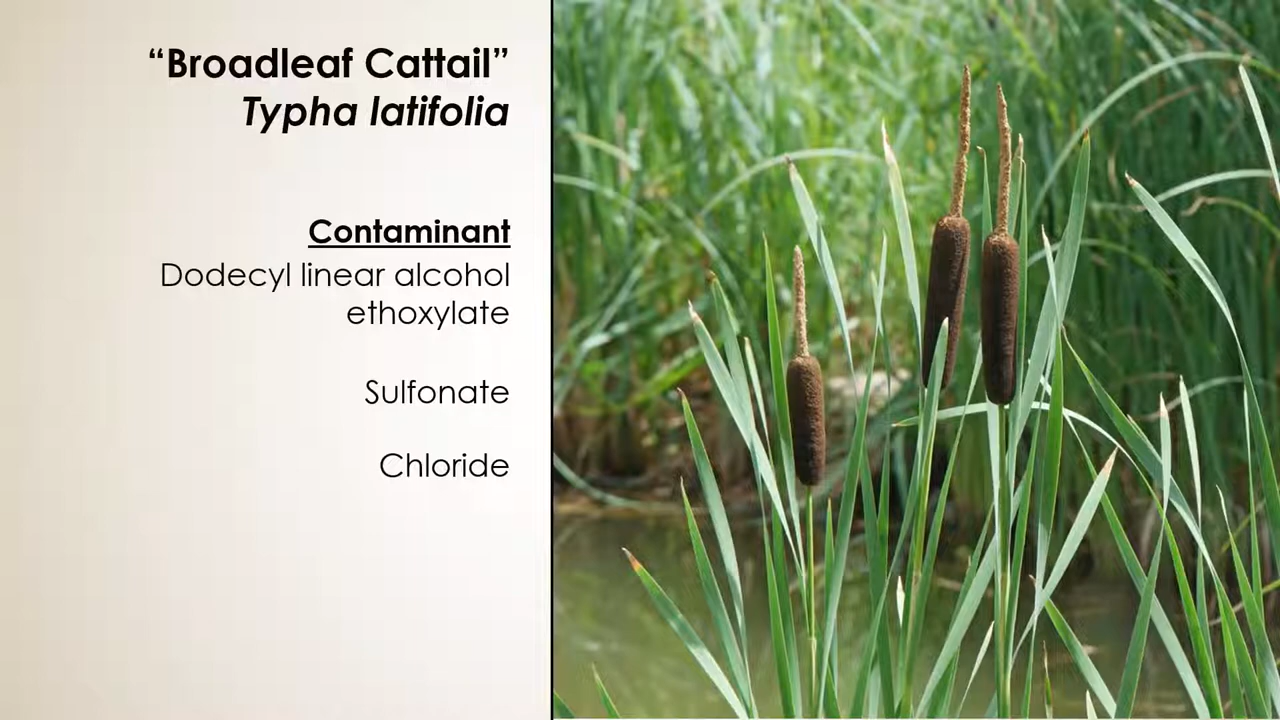 “Broadleaf Cattail”
Typha latifolia
Contaminant
Dodecyl linear alcohol
ethoxylate
Sulfonate
Chloride